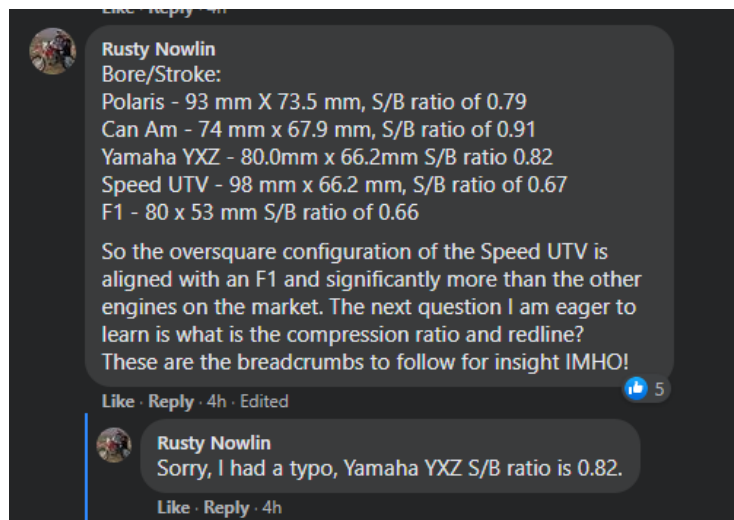 Like · Reply · 4h
Rusty Nowlin
Bore/Stroke:
Polaris - 93 mm X 73.5 mm, S/B ratio of 0.79
Can Am - 74 mm x 67.9 mm, S/B ratio of 0.91
Yamaha YXZ - 80.0mm x 66.2mm S/B ratio 0.82
Speed UTV - 98 mm x 66.2 mm, S/B ratio of 0.67
F1 - 80 x 53 mm S/B ratio of 0.66
So the oversquare configuration of the Speed UTV is
aligned with an F1 and significantly more than the other
engines on the market. The next question I am eager to
learn is what is the compression ratio and redline?
These are the breadcrumbs to follow for insight IMHO!
5
Like · Reply · 4h · Edited
Rusty Nowlin
Sorry, I had a typo, Yamaha YXZ S/B ratio is 0.82.
Like · Reply · 4h